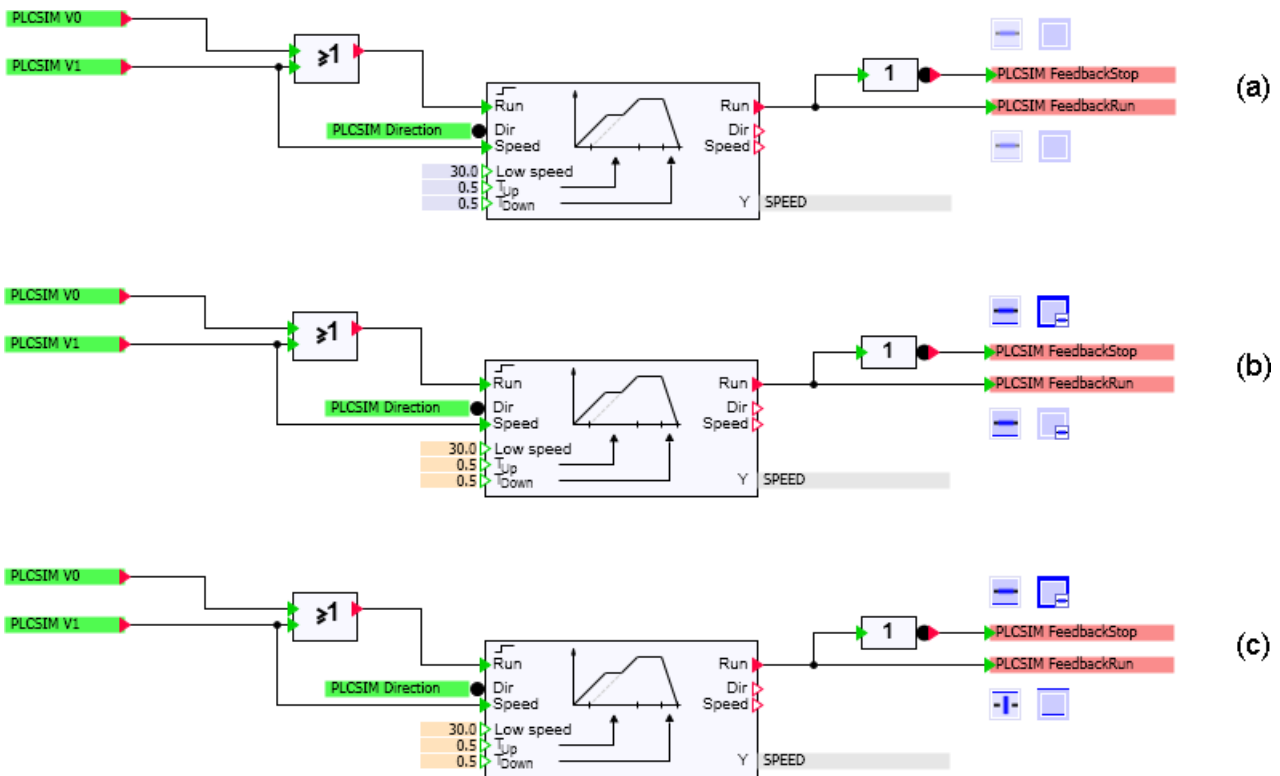 PLCSIM V0
≥1
PLCSIM V1
1
PLCSIM FeedbackStop
(a)
Run
Run
PLCSIM FeedbackRun
PLCSIM Direction
Dir
Dir
Speed
Speed
30.0 Low speed
0.5 TUp
0.5 TDown
Y SPEED
PLCSIM V0
≥1
PLCSIM V1
1
PLCSIM FeedbackStop
(b)
Run
Run
PLCSIM FeedbackRun
PLCSIM Direction
Dir
Dir
Speed
Speed
30.0 Low speed
0.5 TUp
0.5 TDown
Y SPEED
PLCSIM V0
≥1
PLCSIM V1
1
PLCSIM FeedbackStop
(c)
Run
Run
PLCSIM FeedbackRun
PLCSIM Direction
Dir
Dir
Speed
Speed
30.0 Low speed
0.5 TUp
0.5 TDown
Y SPEED